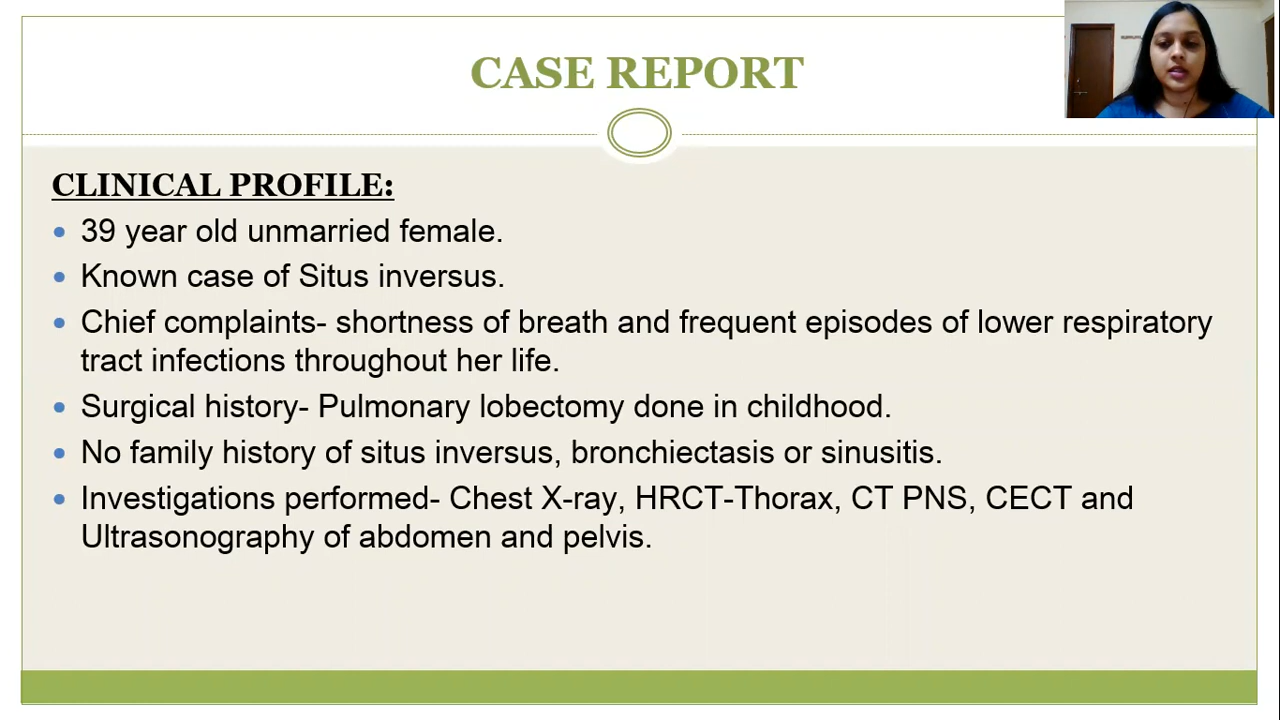 CASE REPORT
CLINICAL PROFILE:
39 year old unmarried female.
Known case of Situs inversus.
Chief complaints- shortness of breath and frequent episodes of lower respiratory
tract infections throughout her life.
Surgical history- Pulmonary lobectomy done in childhood.
No family history of situs inversus, bronchiectasis or sinusitis.
Investigations performed- Chest X-ray, HRCT-Thorax, CT PNS, CECT and
Ultrasonography of abdomen and pelvis.